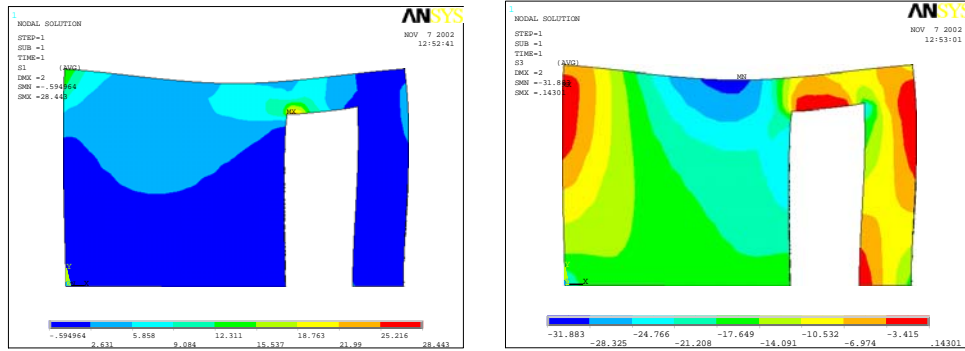 1
ANSYS
NODAL SOLUTION
NOV 7 2002
12:52:41
STEP=1
SUB =1
TIME=1
S1 (AVG)
DMX =2
SMN =-.594964
SMX =28.443
MX
Y
-.594964 5.858 12.311 18.763 25.216
2.631 9.084 15.537 21.99 28.443
1
ANSYS
NODAL SOLUTION
NOV 7 2002
12:53:01
STEP=1
SUB =1
TIME=1
S3 (AVG)
DMX =2
SMN =-31.883
SMX =.14301
MN
X
-31.883 -24.766 -17.649 -10.532 -3.415
-28.325 -21.208 -14.091 -6.974 .14301